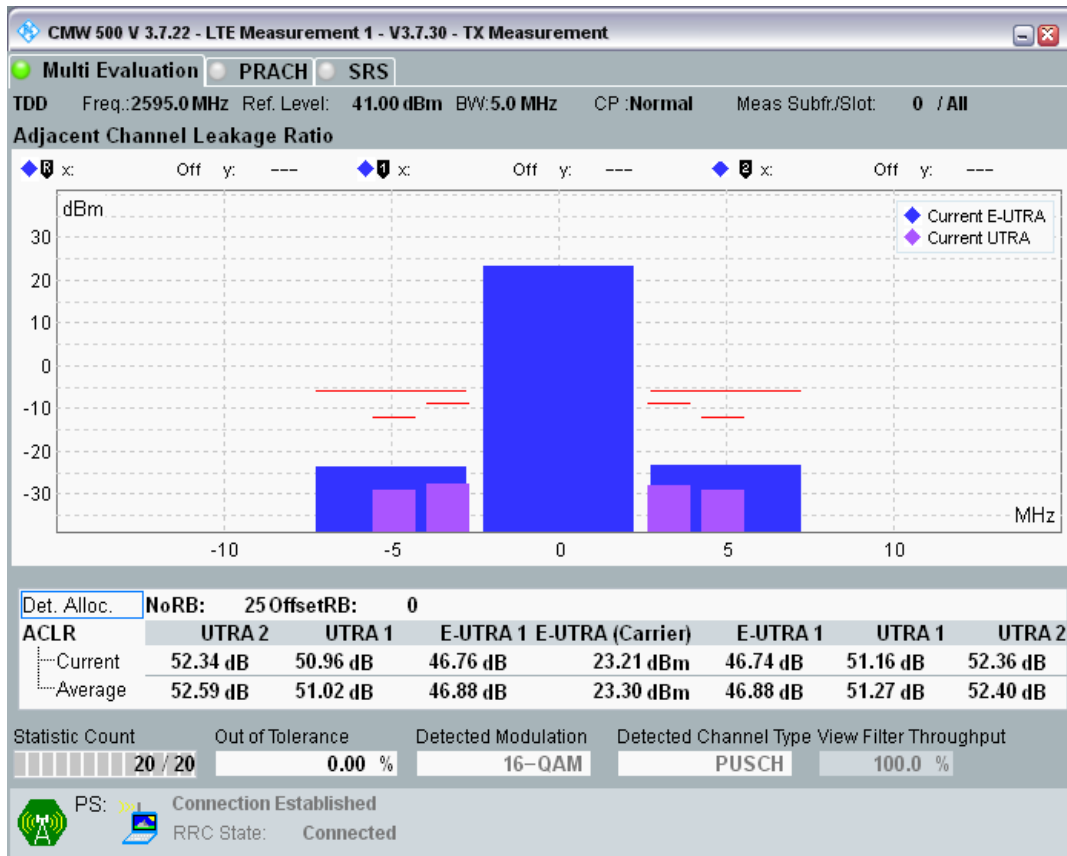 CMW 500 V 3.7.22 - LTE Measurement 1 - V3.7.30 - TX Measurement
Multi Evaluation PRACH SRS
TDD Freq.:2595.0 MHz Ref. Level: 41.00 dBm BW:5.0 MHz CP :Normal Meas Subfr./Slot: 0 / All
Adjacent Channel Leakage Ratio
R x: Off y: --- 1 x: Off y: --- 2 x: Off y: ---
dBm
Current E-UTRA
Current UTRA
30
20
10
0
-10
-20
-30
MHz
-10 -5 0 5 10
Det. Alloc. NoRB: 25 OffsetRB: 0
ACLR UTRA 2 UTRA 1 E-UTRA 1 E-UTRA (Carrier) E-UTRA 1 UTRA 1 UTRA 2
Current 52.34 dB 50.96 dB 46.76 dB 23.21 dBm 46.74 dB 51.16 dB 52.36 dB
Average 52.59 dB 51.02 dB 46.88 dB 23.30 dBm 46.88 dB 51.27 dB 52.40 dB
Statistic Count Out of Tolerance Detected Modulation Detected Channel Type View Filter Throughput
20 / 20 0.00 % 16-QAM PUSCH 100.0 %
PS: Connection Established
RRC State: Connected